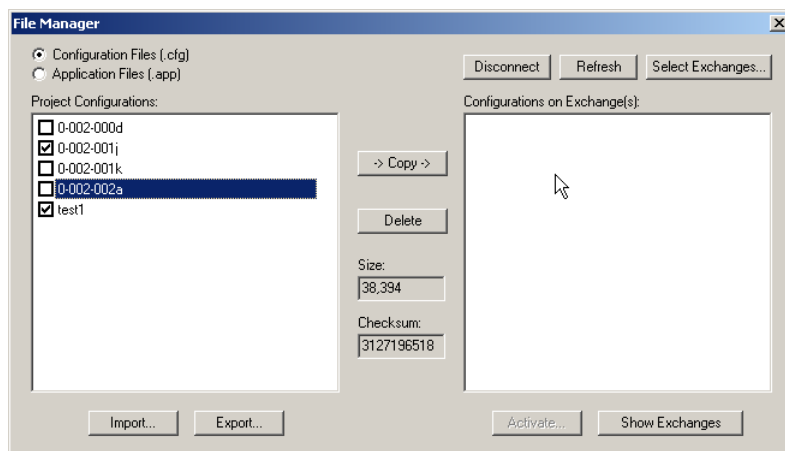 File Manager
Configuration Files (.cfg)
Application Files (.app)
Disconnect
Refresh
Select Exchanges...
Project Configurations:
Configurations on Exchange(s):
0-002-000d
0-002-001j
0-002-001k
0-002-002a
test1
-> Copy ->
Delete
Size:
38,394
Checksum:
3127196518
Import...
Export...
Activate...
Show Exchanges